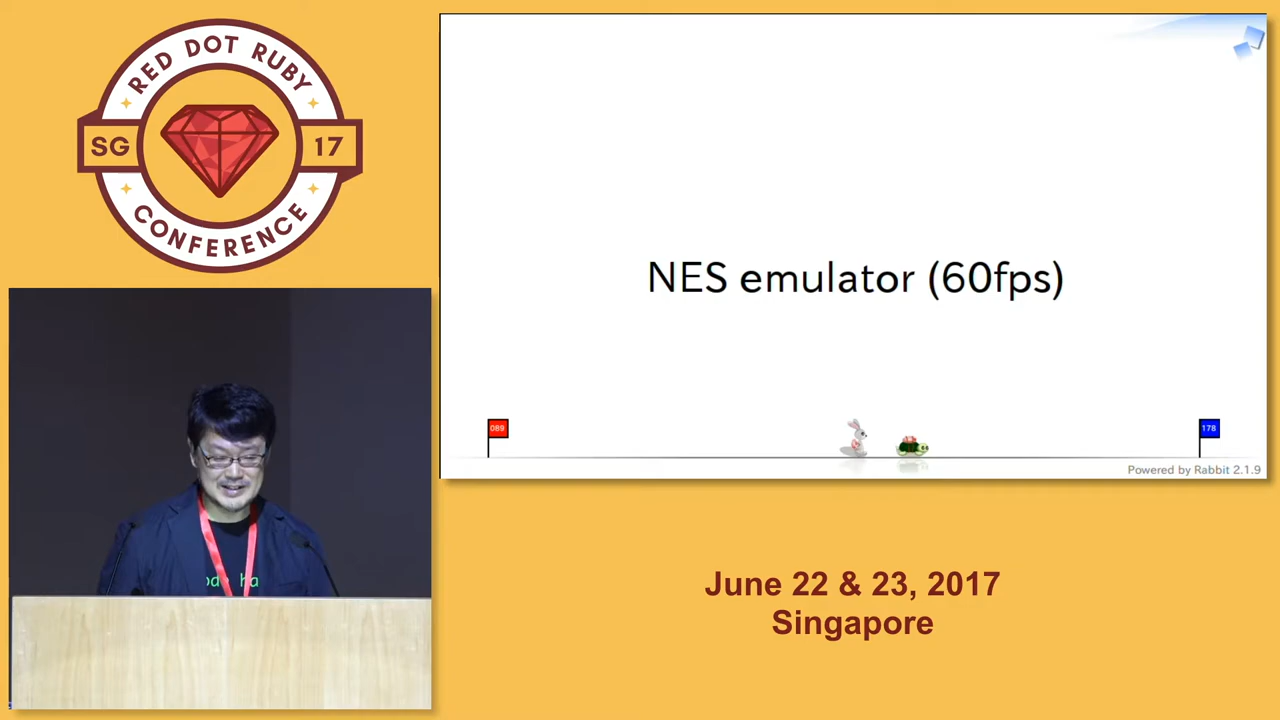 RED DOT RUBY
SG
17
CONFERENCE
NES emulator (60fps)
089
178
Powered by Rabbit 2.1.9
ha
June 22 & 23, 2017
Singapore